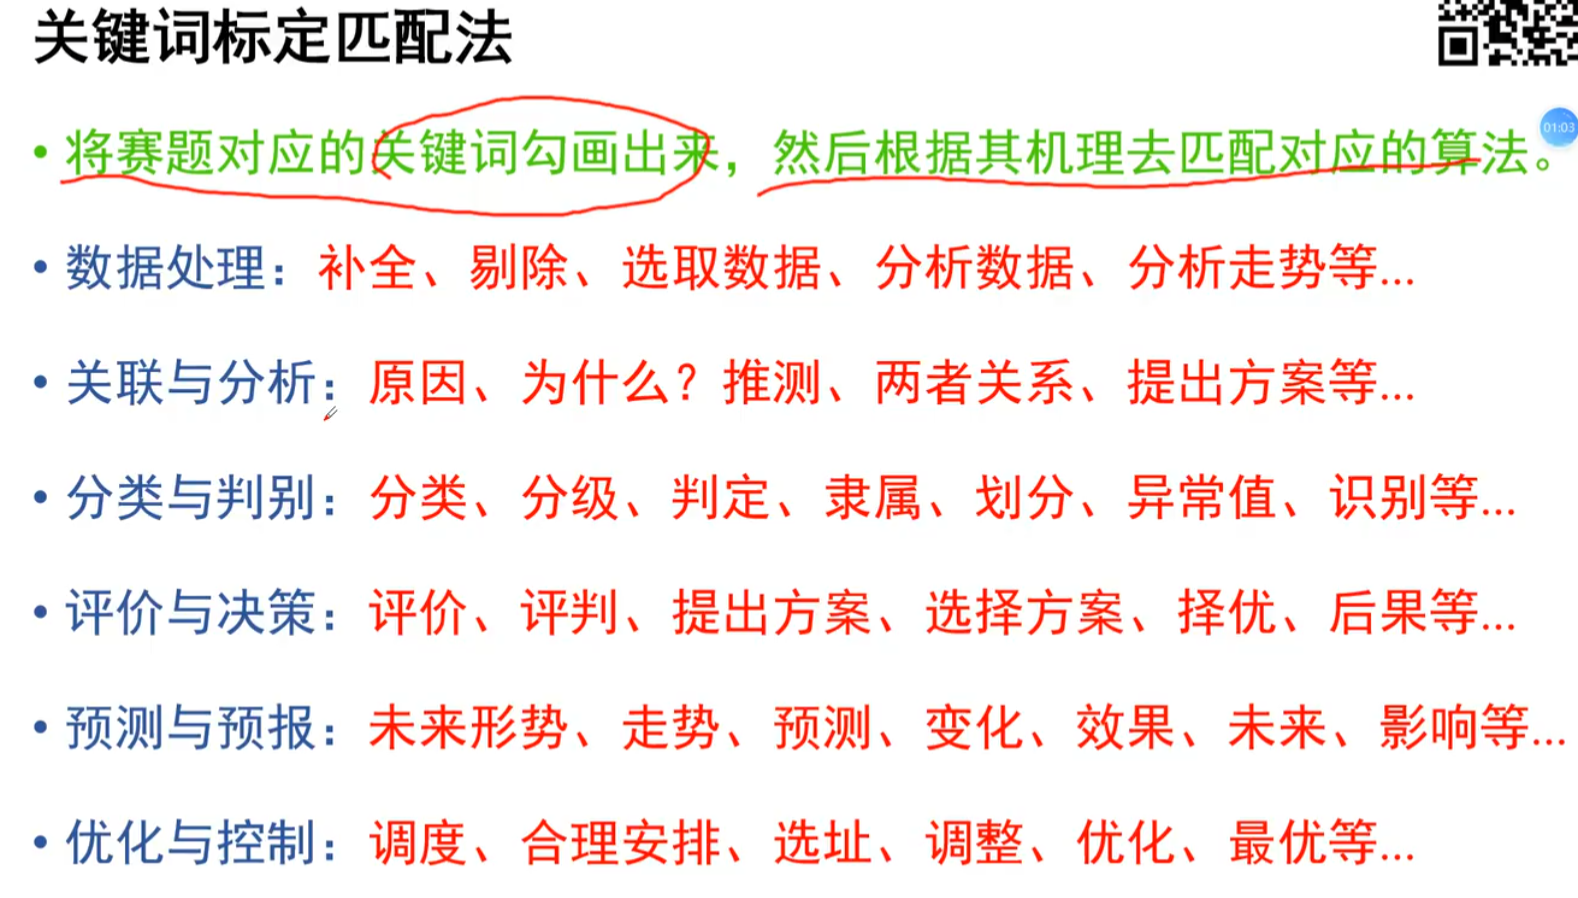 关键词标定匹配法
• 将赛题对应的关键词勾画出来，然后根据其机理去匹配对应的算法。
01:03
• 数据处理：补全、剔除、选取数据、分析数据、分析走势等...
• 关联与分析：原因、为什么？推测、两者关系、提出方案等...
• 分类与判别：分类、分级、判定、隶属、划分、异常值、识别等...
• 评价与决策：评价、评判、提出方案、选择方案、择优、后果等...
• 预测与预报：未来形势、走势、预测、变化、效果、未来、影响等...
• 优化与控制：调度、合理安排、选址、调整、优化、最优等...